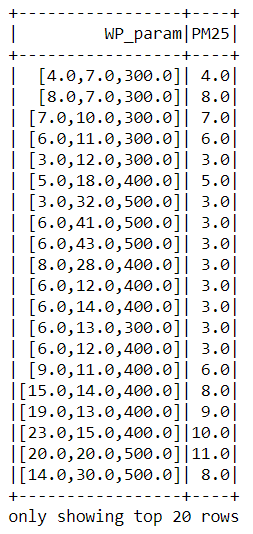 +-----------------+----+
|         WP_param|PM25|
+-----------------+----+
|  [4.0,7.0,300.0]| 4.0|
|  [8.0,7.0,300.0]| 8.0|
| [7.0,10.0,300.0]| 7.0|
| [6.0,11.0,300.0]| 6.0|
| [3.0,12.0,300.0]| 3.0|
| [5.0,18.0,400.0]| 5.0|
| [3.0,32.0,500.0]| 3.0|
| [6.0,41.0,500.0]| 3.0|
| [6.0,43.0,500.0]| 3.0|
| [8.0,28.0,400.0]| 3.0|
| [6.0,12.0,400.0]| 3.0|
| [6.0,14.0,400.0]| 3.0|
| [6.0,13.0,300.0]| 3.0|
| [6.0,12.0,400.0]| 3.0|
| [9.0,11.0,400.0]| 6.0|
|[15.0,14.0,400.0]| 8.0|
|[19.0,13.0,400.0]| 9.0|
|[23.0,15.0,400.0]|10.0|
|[20.0,20.0,500.0]|11.0|
|[14.0,30.0,500.0]| 8.0|
+-----------------+----+
only showing top 20 rows